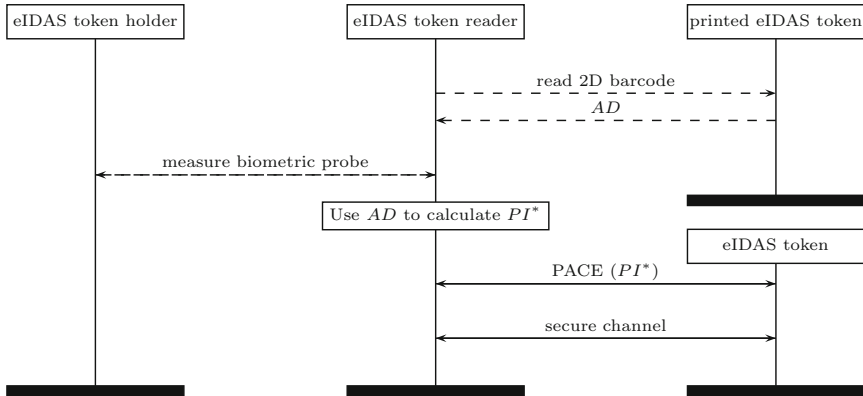 eIDAS token holder
eIDAS token reader
printed eIDAS token
read 2D barcode
AD
measure biometric probe
Use AD to calculate PI*
eIDAS token
PACE (PI*)
secure channel